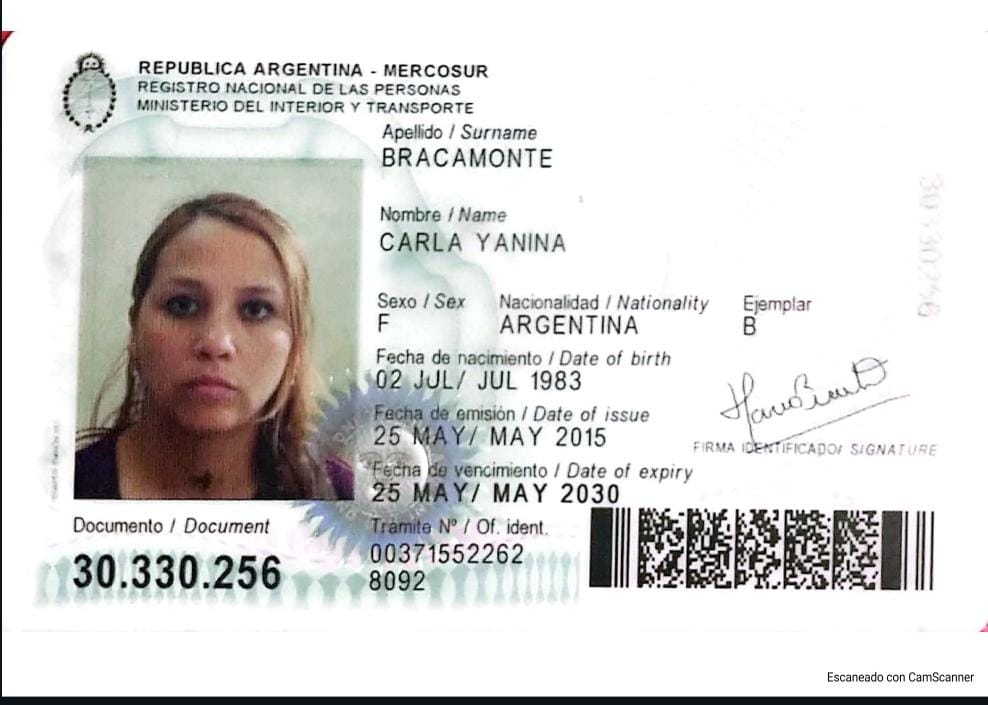 REPUBLICA ARGENTINA - MERCOSUR
REGISTRO NACIONAL DE LAS PERSONAS
MINISTERIO DEL INTERIOR Y TRANSPORTE
Apellido / Surname
BRACAMONTE
Nombre / Name
CARLA YANINA
Sexo / Sex Nacionalidad / Nationality Ejemplar
F ARGENTINA B
Fecha de nacimiento / Date of birth
02 JUL/ JUL 1983
Fecha de emisión / Date of issue
25 MAY/ MAY 2015
FIRMA IDENTIFICADO/ SIGNATURE
Fecha de vencimiento / Date of expiry
25 MAY/ MAY 2030
Documento / Document
30.330.256
Trámite Nº / Of. ident.
00371552262
8092
30330256
Escaneado con CamScanner